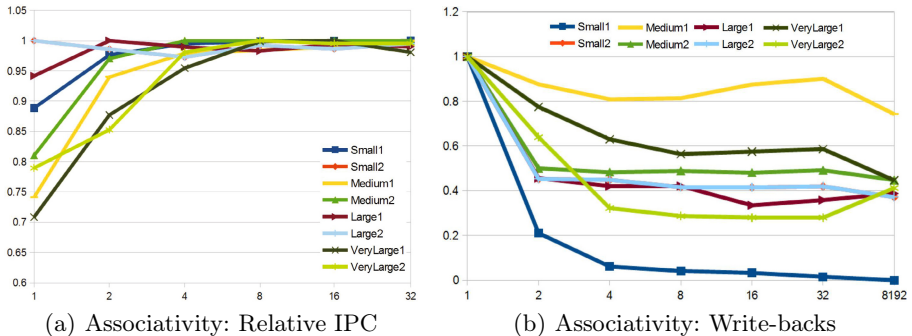 1.05
1
0.95
0.9
0.85
0.8
0.75
0.7
0.65
0.6
1 2 4 8 16 32
Small1
Small2
Medium1
Medium2
Large1
Large2
VeryLarge1
VeryLarge2
(a) Associativity: Relative IPC
1.2
1
0.8
0.6
0.4
0.2
0
1 2 4 8 16 32 8192
Small1 Medium1 Large1 VeryLarge1
Small2 Medium2 Large2 VeryLarge2
(b) Associativity: Write-backs